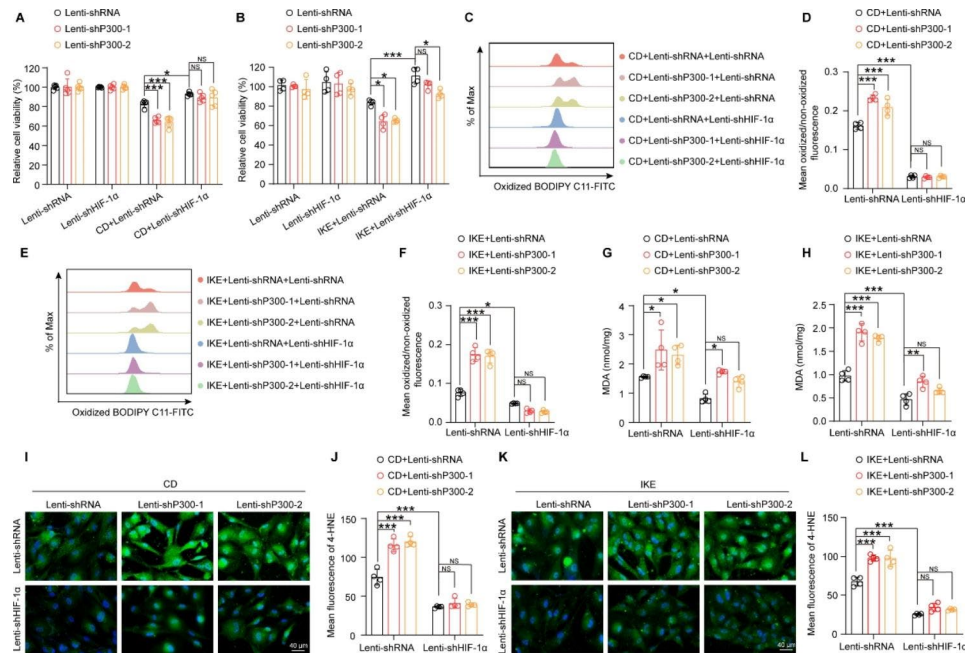 A
Lenti-shRNA
Lenti-shP300-1
Lenti-shP300-2
Relative cell viability (%)
150
120
100
80
60
40
20
0
*
***
***
NS
NS
Lenti-shRNA
Lenti-shHIF-1α
CD+Lenti-shRNA
CD+Lenti-shHIF-1α
B
Lenti-shRNA
Lenti-shP300-1
Lenti-shP300-2
Relative cell viability (%)
150
120
100
80
60
40
20
0
***
*
*
*
NS
Lenti-shRNA
Lenti-shHIF-1α
IKE+Lenti-shRNA
IKE+Lenti-shHIF-1α
C
% of Max
CD+Lenti-shRNA+Lenti-shRNA
CD+Lenti-shP300-1+Lenti-shRNA
CD+Lenti-shP300-2+Lenti-shRNA
CD+Lenti-shRNA+Lenti-shHIF-1α
CD+Lenti-shP300-1+Lenti-shHIF-1α
CD+Lenti-shP300-2+Lenti-shHIF-1α
Oxidized BODIPY C11-FITC
D
CD+Lenti-shRNA
CD+Lenti-shP300-1
CD+Lenti-shP300-2
Mean oxidized/non-oxidized
fluorescence
0.3
0.2
0.1
0.0
***
***
***
NS
NS
Lenti-shRNA
Lenti-shHIF-1α
E
% of Max
IKE+Lenti-shRNA+Lenti-shRNA
IKE+Lenti-shP300-1+Lenti-shRNA
IKE+Lenti-shP300-2+Lenti-shRNA
IKE+Lenti-shRNA+Lenti-shHIF-1α
IKE+Lenti-shP300-1+Lenti-shHIF-1α
IKE+Lenti-shP300-2+Lenti-shHIF-1α
Oxidized BODIPY C11-FITC
F
IKE+Lenti-shRNA
IKE+Lenti-shP300-1
IKE+Lenti-shP300-2
Mean oxidized/non-oxidized
fluorescence
0.3
0.2
0.1
0.0
*
***
***
NS
NS
Lenti-shRNA
Lenti-shHIF-1α
G
CD+Lenti-shRNA
CD+Lenti-shP300-1
CD+Lenti-shP300-2
MDA (nmol/mg)
4
3
2
1
0
*
*
*
NS
*
Lenti-shRNA
Lenti-shHIF-1α
H
IKE+Lenti-shRNA
IKE+Lenti-shP300-1
IKE+Lenti-shP300-2
MDA (nmol/mg)
2.5
2.0
1.5
1.0
0.5
0.0
***
***
***
NS
**
Lenti-shRNA
Lenti-shHIF-1α
I
CD
Lenti-shRNA
Lenti-shP300-1
Lenti-shP300-2
Lenti-shRNA
Lenti-shHIF-1α
40 μm
J
CD+Lenti-shRNA
CD+Lenti-shP300-1
CD+Lenti-shP300-2
Mean fluorescence of 4-HNE
150
100
50
0
***
***
***
NS
NS
Lenti-shRNA
Lenti-shHIF-1α
K
IKE
Lenti-shRNA
Lenti-shP300-1
Lenti-shP300-2
Lenti-shRNA
Lenti-shHIF-1α
40 μm
L
IKE+Lenti-shRNA
IKE+Lenti-shP300-1
IKE+Lenti-shP300-2
Mean fluorescence of 4-HNE
150
100
50
0
***
***
***
NS
NS
Lenti-shRNA
Lenti-shHIF-1α